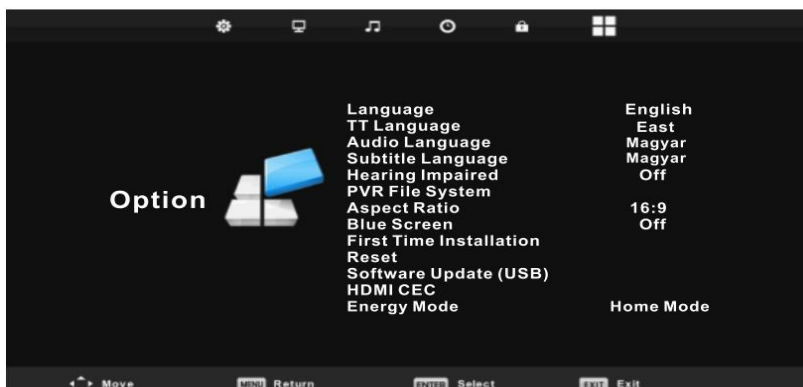 Language English
TT Language East
Audio Language Magyar
Subtitle Language Magyar
Hearing Impaired Off
Option
PVR File System
Aspect Ratio 16:9
Blue Screen Off
First Time Installation
Reset
Software Update (USB)
HDMI CEC
Energy Mode Home Mode
Move MENU Return ENTER Select EXIT Exit